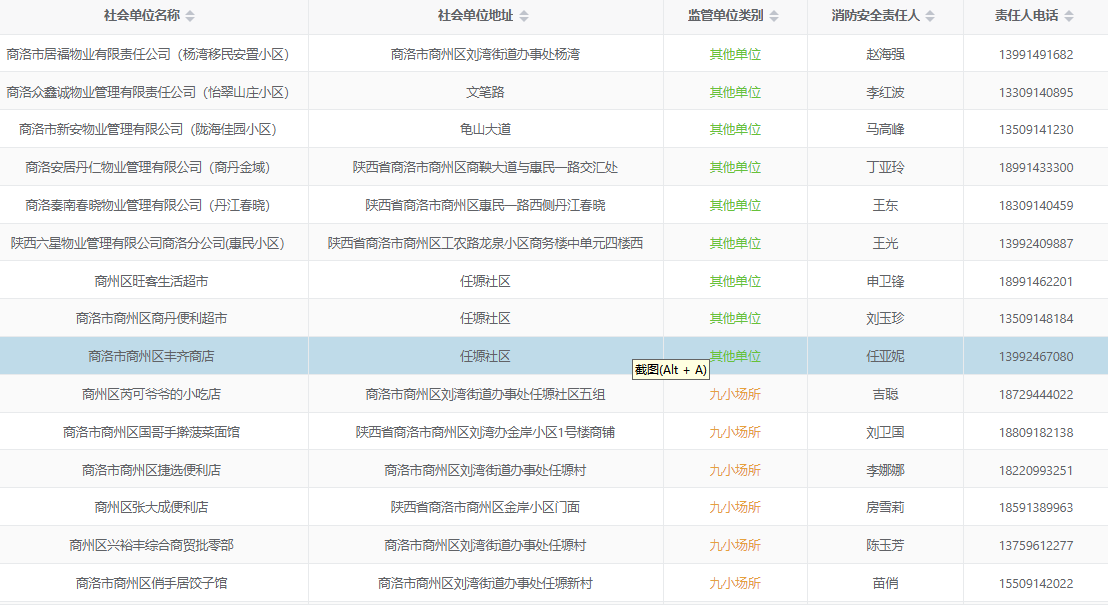 社会单位名称 社会单位地址 监管单位类别 消防安全责任人 责任人电话
商洛市居福物业有限责任公司（杨湾移民安置小区） 商洛市商州区刘湾街道办事处杨湾 其他单位 赵海强 13991491682
商洛众鑫诚物业管理有限责任公司（怡翠山庄小区） 文笔路 其他单位 李红波 13309140895
商洛市新安物业管理有限公司（陇海佳园小区） 龟山大道 其他单位 马高峰 13509141230
商洛安居丹仁物业管理有限公司（商丹金域） 陕西省商洛市商州区商鞅大道与惠民一路交汇处 其他单位 丁亚玲 18991433300
商洛秦南春晓物业管理有限公司（丹江春晓） 陕西省商洛市商州区惠民一路西侧丹江春晓 其他单位 王东 18309140459
陕西六星物业管理有限公司商洛分公司(惠民小区） 陕西省商洛市商州区工农路龙泉小区商务楼中单元四楼西 其他单位 王光 13992409887
商州区旺客生活超市 任塬社区 其他单位 申卫锋 18991462201
商洛市商州区商丹便利超市 任塬社区 其他单位 刘玉珍 13509148184
商洛市商州区丰齐商店 任塬社区 其他单位 任亚妮 13992467080
截图(Alt + A)
商州区芮可爷爷的小吃店 商洛市商州区刘湾街道办事处任塬社区五组 九小场所 吉聪 18729444022
商洛市商州区国哥手擀菠菜面馆 陕西省商洛市商州区刘湾办金岸小区1号楼商铺 九小场所 刘卫国 18809182138
商洛市商州区捷选便利店 商洛市商州区刘湾街道办事处任塬村 九小场所 李娜娜 18220993251
商州区张大成便利店 陕西省商洛市商州区金岸小区门面 九小场所 房雪莉 18591389963
商州区兴裕丰综合商贸批零部 商洛市商州区刘湾街道办事处任塬村 九小场所 陈玉芳 13759612277
商洛市商州区俏手居饺子馆 商洛市商州区刘湾街道办事处任塬新村 九小场所 苗俏 15509142022